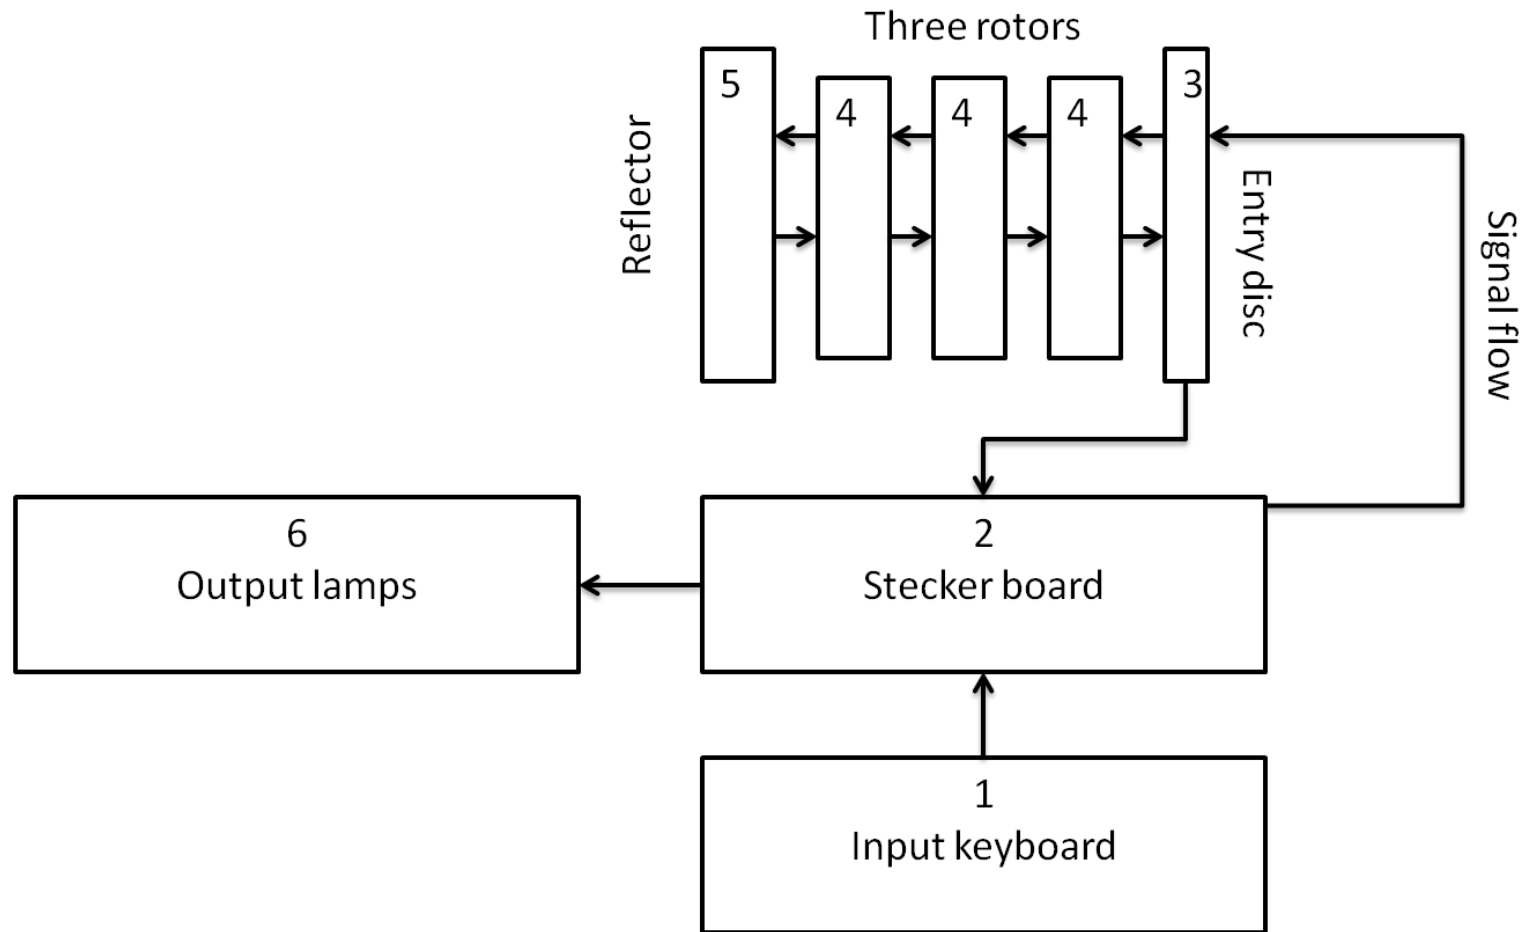 Three rotors
5
4
4
4
3
Reflector
Entry disc
Signal flow
6
Output lamps
2
Stecker board
1
Input keyboard